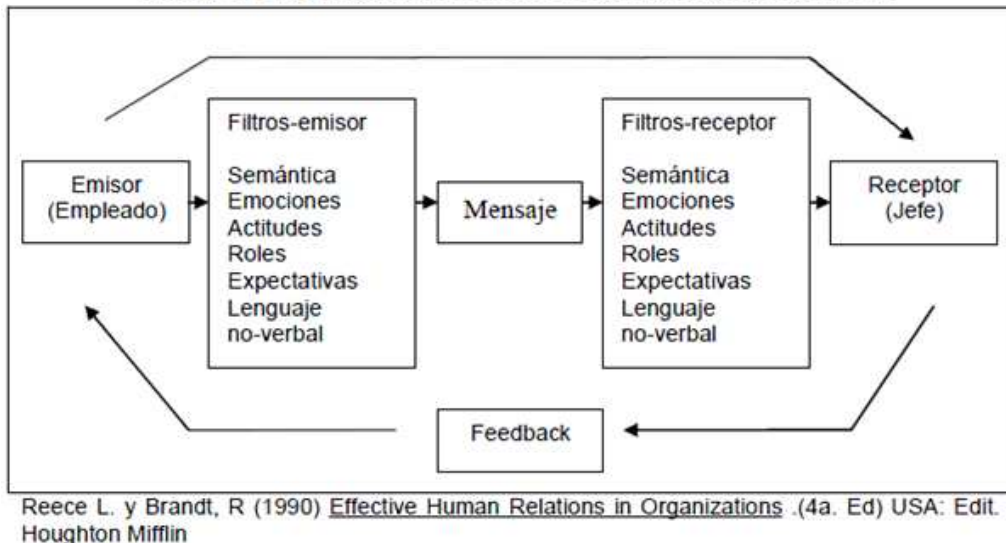 Filtros-emisor
Semántica
Emociones
Actitudes
Roles
Expectativas
Lenguaje
no-verbal
Filtros-receptor
Semántica
Emociones
Actitudes
Roles
Expectativas
Lenguaje
no-verbal
Emisor
(Empleado)
Mensaje
Receptor
(Jefe)
Feedback
Reece L. y Brandt, R (1990) Effective Human Relations in Organizations .(4a. Ed) USA: Edit.
Houghton Mifflin